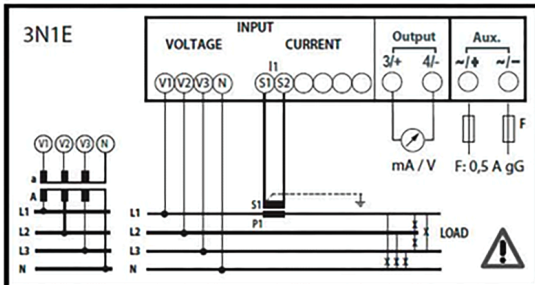 3N1E
INPUT
VOLTAGE
CURRENT
I1
V1 V2 V3 N
S1 S2
Output
3/+ 4/-
mA / V
Aux.
~/+ ~/−
F
F: 0,5 A gG
V1 V2 V3 N
a
A
L1
L2
L3
N
L1
L2
L3
N
S1
P1
LOAD